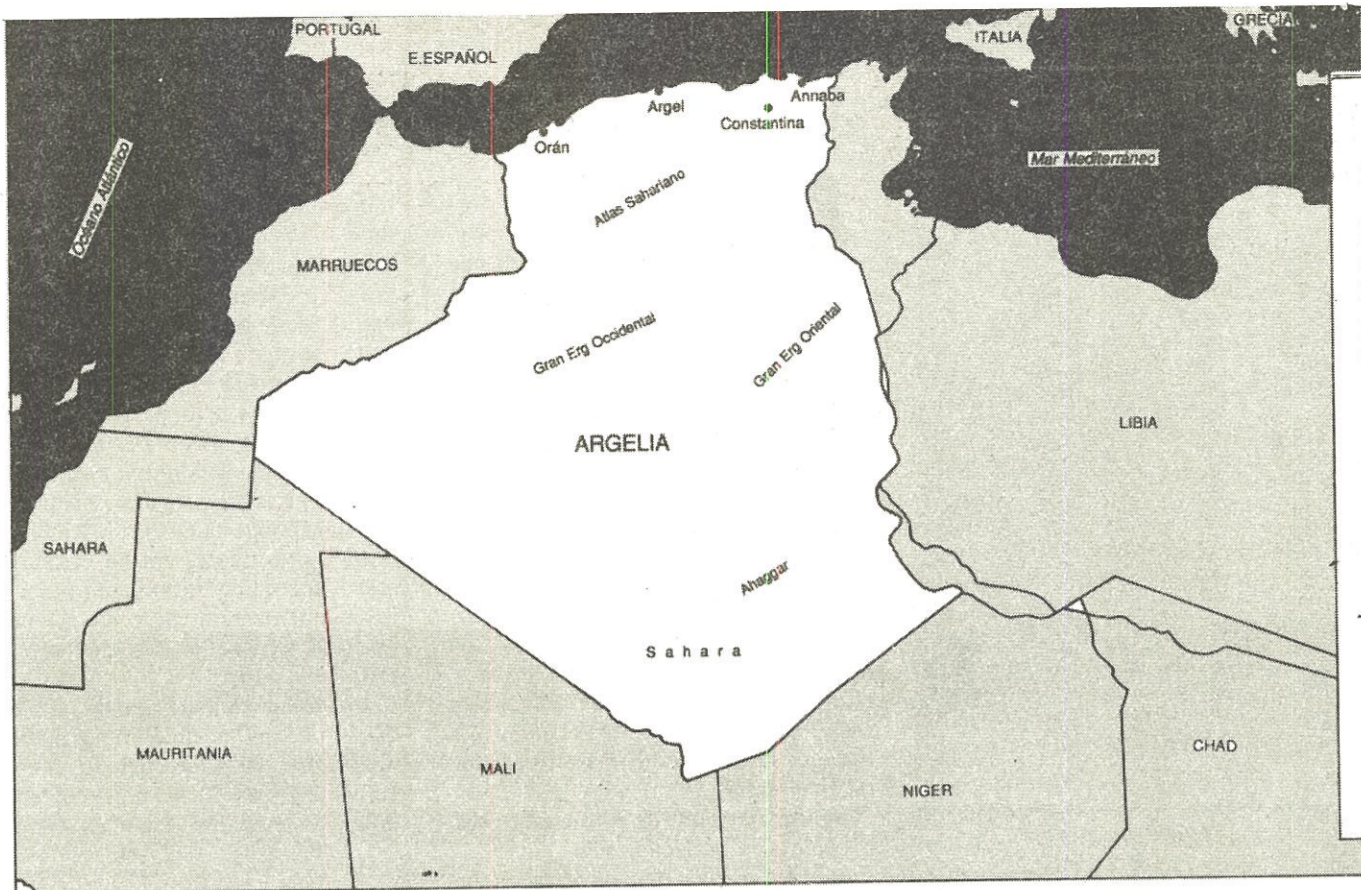 PORTUGAL
E.ESPAÑOL
ITALIA
GRECIA
Argel
Annaba
Constantina
Orán
Mar Mediterráneo
Océano Atlántico
Atlas Sahariano
MARRUECOS
Gran Erg Occidental
Gran Erg Oriental
ARGELIA
LIBIA
SAHARA
Ahaggar
Sahara
MAURITANIA
MALI
NIGER
CHAD